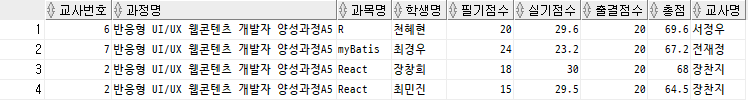 교사번호 과정명 과목명 학생명 필기점수 실기점수 출결점수 총점 교사명
1 6 반응형 UI/UX 웹콘텐츠 개발자 양성과정A5 R 천혜현 20 29.6 20 69.6 서정우
2 7 반응형 UI/UX 웹콘텐츠 개발자 양성과정A5 myBatis 최경우 24 23.2 20 67.2 전재정
3 2 반응형 UI/UX 웹콘텐츠 개발자 양성과정A5 React 장창희 18 30 20 68 장찬지
4 2 반응형 UI/UX 웹콘텐츠 개발자 양성과정A5 React 최민진 15 29.5 20 64.5 장찬지